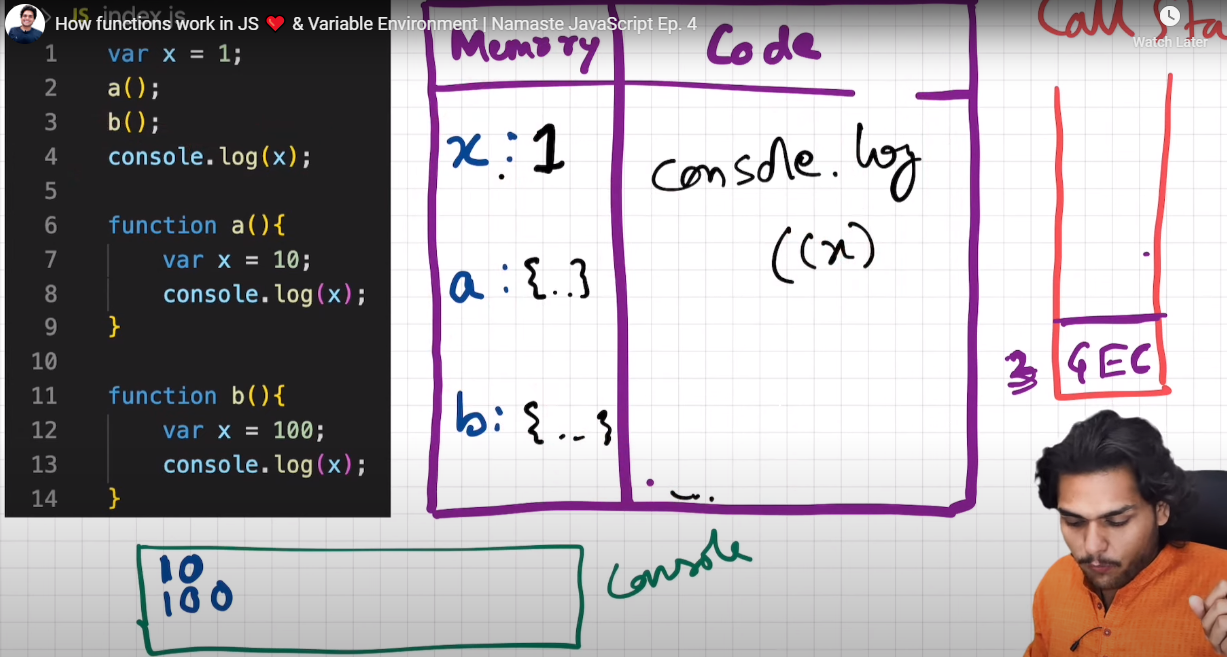 JS index.js
How functions work in JS ❤️ & Variable Environment | Namaste JavaScript Ep. 4
Watch Later
1 var x = 1;
2 a();
3 b();
4 console.log(x);
5
6 function a(){
7 var x = 10;
8 console.log(x);
9 }
10
11 function b(){
12 var x = 100;
13 console.log(x);
14 }
Memory
Code
x : 1
a : {..}
b : {...}
console.log
((x)
Call Sta
GEC
10
100
Console